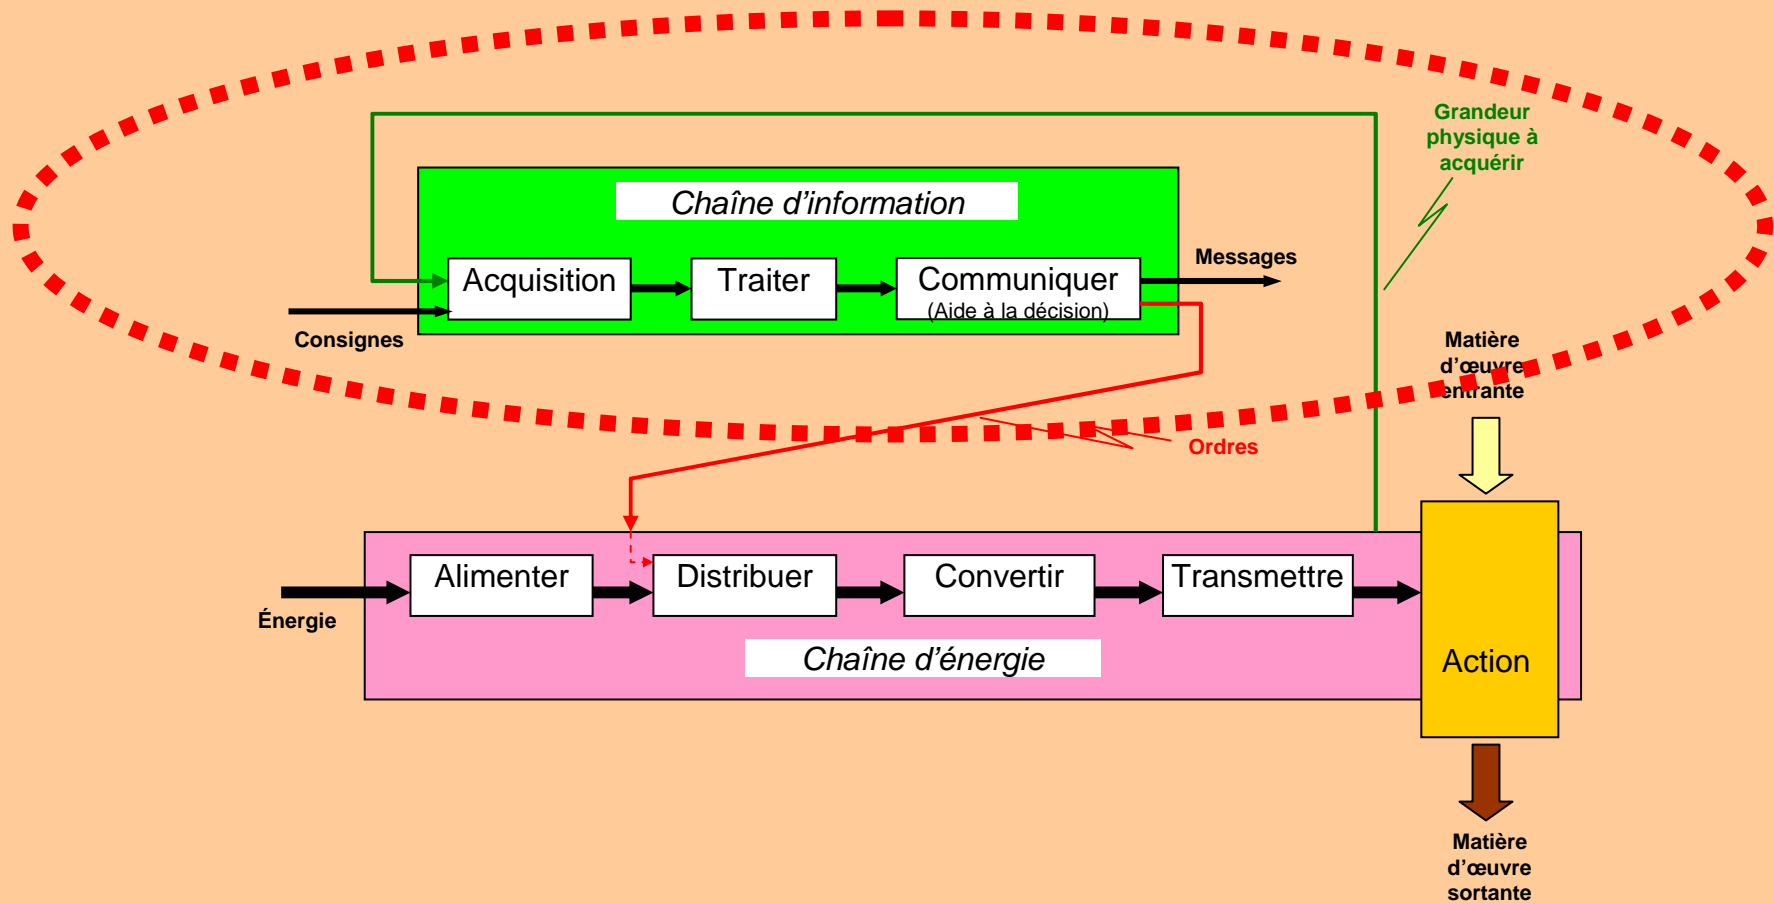 Grandeur
physique à
acquérir
Chaîne d’information
Acquisition
Traiter
Communiquer
(Aide à la décision)
Messages
Consignes
Matière
d’œuvre
entrante
Ordres
Alimenter
Distribuer
Convertir
Transmettre
Énergie
Chaîne d’énergie
Action
Matière
d’œuvre
sortante